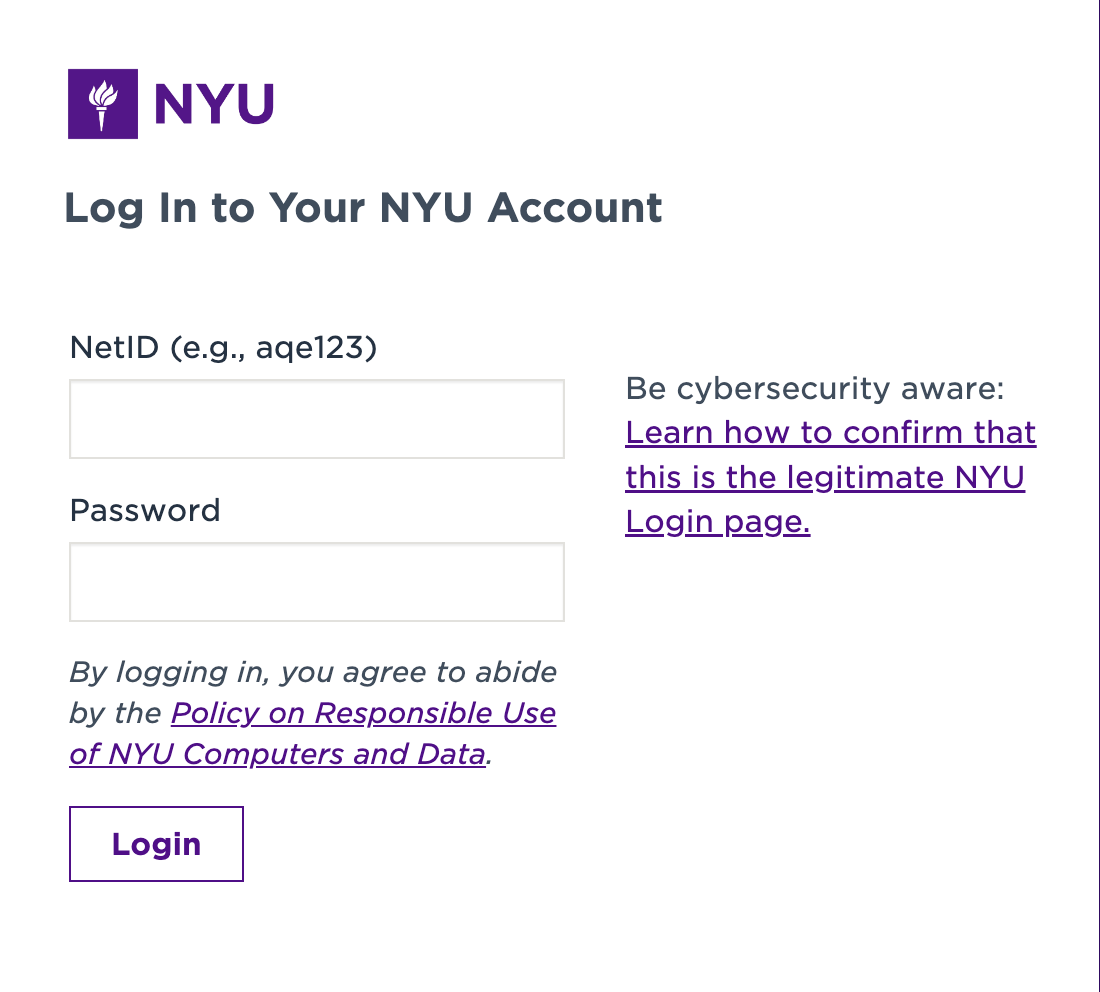 NYU
Log In to Your NYU Account
NetID (e.g., aqe123)
Password
By logging in, you agree to abide
by the Policy on Responsible Use
of NYU Computers and Data.
Login
Be cybersecurity aware:
Learn how to confirm that
this is the legitimate NYU
Login page.